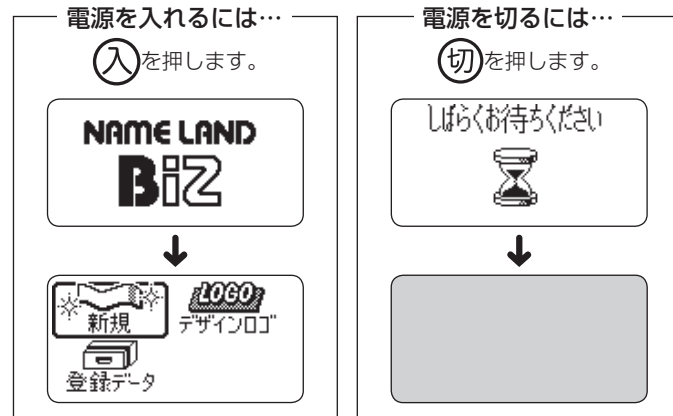 電源を入れるには…
入を押します。
NAME LAND
BiZ
新規
LOGO
デザインロゴ
登録データ
電源を切るには…
切を押します。
しばらくお待ちください